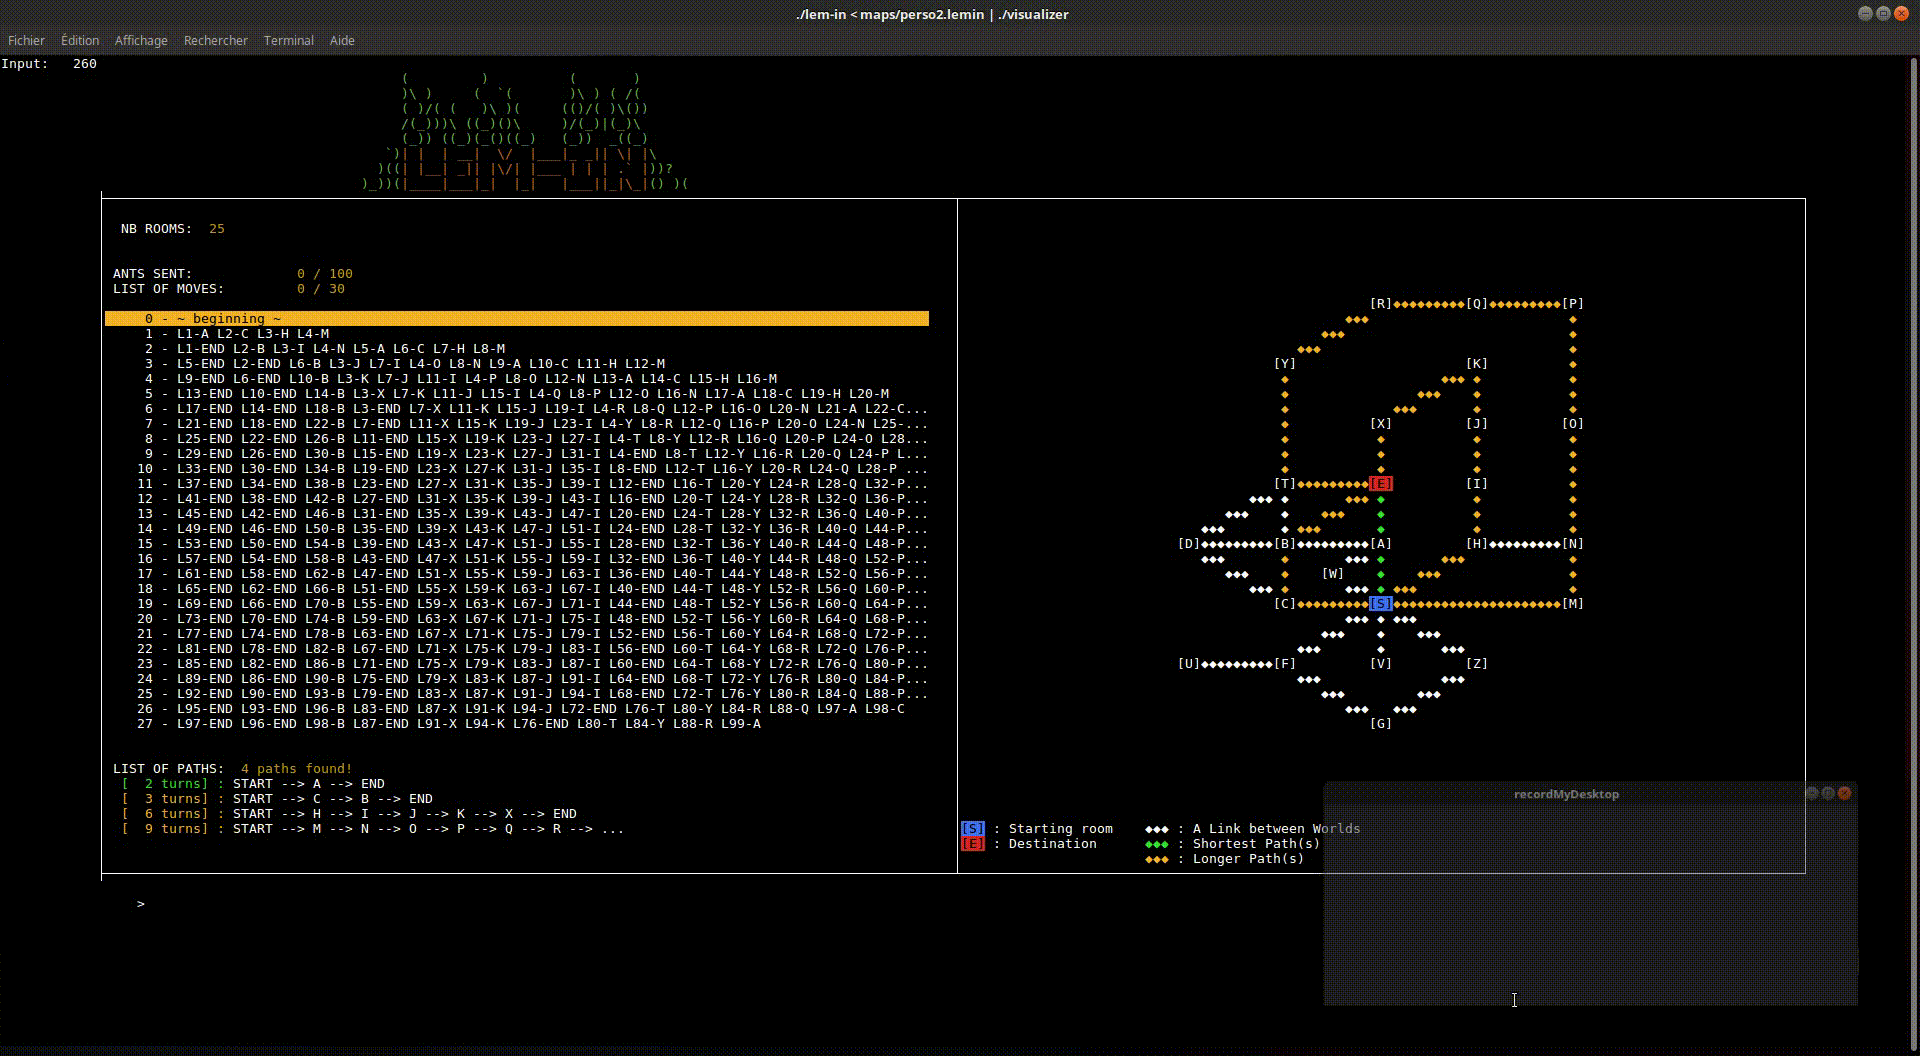 ./lem-in < maps/perso2.lemin | ./visualizer
Fichier Édition Affichage Rechercher Terminal Aide
Input: 260
NB ROOMS: 25
ANTS SENT: 0 / 100
LIST OF MOVES: 0 / 30
0 - ~ beginning ~
1 - L1-A L2-C L3-H L4-M
2 - L1-END L2-B L3-I L4-N L5-A L6-C L7-H L8-M
3 - L5-END L2-END L6-B L3-J L7-I L4-O L8-N L9-A L10-C L11-H L12-M
4 - L9-END L6-END L10-B L3-K L7-J L11-I L4-P L8-O L12-N L13-A L14-C L15-H L16-M
5 - L13-END L10-END L14-B L3-X L7-K L11-J L15-I L4-Q L8-P L12-O L16-N L17-A L18-C L19-H L20-M
6 - L17-END L14-END L18-B L3-END L7-X L11-K L15-J L19-I L4-R L8-Q L12-P L16-O L20-N L21-A L22-C...
7 - L21-END L18-END L22-B L7-END L11-X L15-K L19-J L23-I L4-Y L8-R L12-Q L16-P L20-O L24-N L25-...
8 - L25-END L22-END L26-B L11-END L15-X L19-K L23-J L27-I L4-T L8-Y L12-R L16-Q L20-P L24-O L28...
9 - L29-END L26-END L30-B L15-END L19-X L23-K L27-J L31-I L4-END L8-T L12-Y L16-R L20-Q L24-P L...
10 - L33-END L30-END L34-B L19-END L23-X L27-K L31-J L35-I L8-END L12-T L16-Y L20-R L24-Q L28-P ...
11 - L37-END L34-END L38-B L23-END L27-X L31-K L35-J L39-I L12-END L16-T L20-Y L24-R L28-Q L32-P...
12 - L41-END L38-END L42-B L27-END L31-X L35-K L39-J L43-I L16-END L20-T L24-Y L28-R L32-Q L36-P...
13 - L45-END L42-END L46-B L31-END L35-X L39-K L43-J L47-I L20-END L24-T L28-Y L32-R L36-Q L40-P...
14 - L49-END L46-END L50-B L35-END L39-X L43-K L47-J L51-I L24-END L28-T L32-Y L36-R L40-Q L44-P...
15 - L53-END L50-END L54-B L39-END L43-X L47-K L51-J L55-I L28-END L32-T L36-Y L40-R L44-Q L48-P...
16 - L57-END L54-END L58-B L43-END L47-X L51-K L55-J L59-I L32-END L36-T L40-Y L44-R L48-Q L52-P...
17 - L61-END L58-END L62-B L47-END L51-X L55-K L59-J L63-I L36-END L40-T L44-Y L48-R L52-Q L56-P...
18 - L65-END L62-END L66-B L51-END L55-X L59-K L63-J L67-I L40-END L44-T L48-Y L52-R L56-Q L60-P...
19 - L69-END L66-END L70-B L55-END L59-X L63-K L67-J L71-I L44-END L48-T L52-Y L56-R L60-Q L64-P...
20 - L73-END L70-END L74-B L59-END L63-X L67-K L71-J L75-I L48-END L52-T L56-Y L60-R L64-Q L68-P...
21 - L77-END L74-END L78-B L63-END L67-X L71-K L75-J L79-I L52-END L56-T L60-Y L64-R L68-Q L72-P...
22 - L81-END L78-END L82-B L67-END L71-X L75-K L79-J L83-I L56-END L60-T L64-Y L68-R L72-Q L76-P...
23 - L85-END L82-END L86-B L71-END L75-X L79-K L83-J L87-I L60-END L64-T L68-Y L72-R L76-Q L80-P...
24 - L89-END L86-END L90-B L75-END L79-X L83-K L87-J L91-I L64-END L68-T L72-Y L76-R L80-Q L84-P...
25 - L92-END L90-END L93-B L79-END L83-X L87-K L91-J L94-I L68-END L72-T L76-Y L80-R L84-Q L88-P...
26 - L95-END L93-END L96-B L83-END L87-X L91-K L94-J L72-END L76-T L80-Y L84-R L88-Q L97-A L98-C
27 - L97-END L96-END L98-B L87-END L91-X L94-K L76-END L80-T L84-Y L88-R L99-A
LIST OF PATHS: 4 paths found!
[ 2 turns] : START --> A --> END
[ 3 turns] : START --> C --> B --> END
[ 6 turns] : START --> H --> I --> J --> K --> X --> END
[ 9 turns] : START --> M --> N --> O --> P --> Q --> R --> ...
>
[R] [Q] [P]
[Y] [K]
[X] [J] [O]
[T] [E] [I]
[D] [B] [A] [H] [N]
[W]
[C] [S] [M]
[U] [F] [V] [Z]
[G]
[S] : Starting room ◆◆◆ : A Link between Worlds
[E] : Destination ◆◆◆ : Shortest Path(s)
◆◆◆ : Longer Path(s)
recordMyDesktop